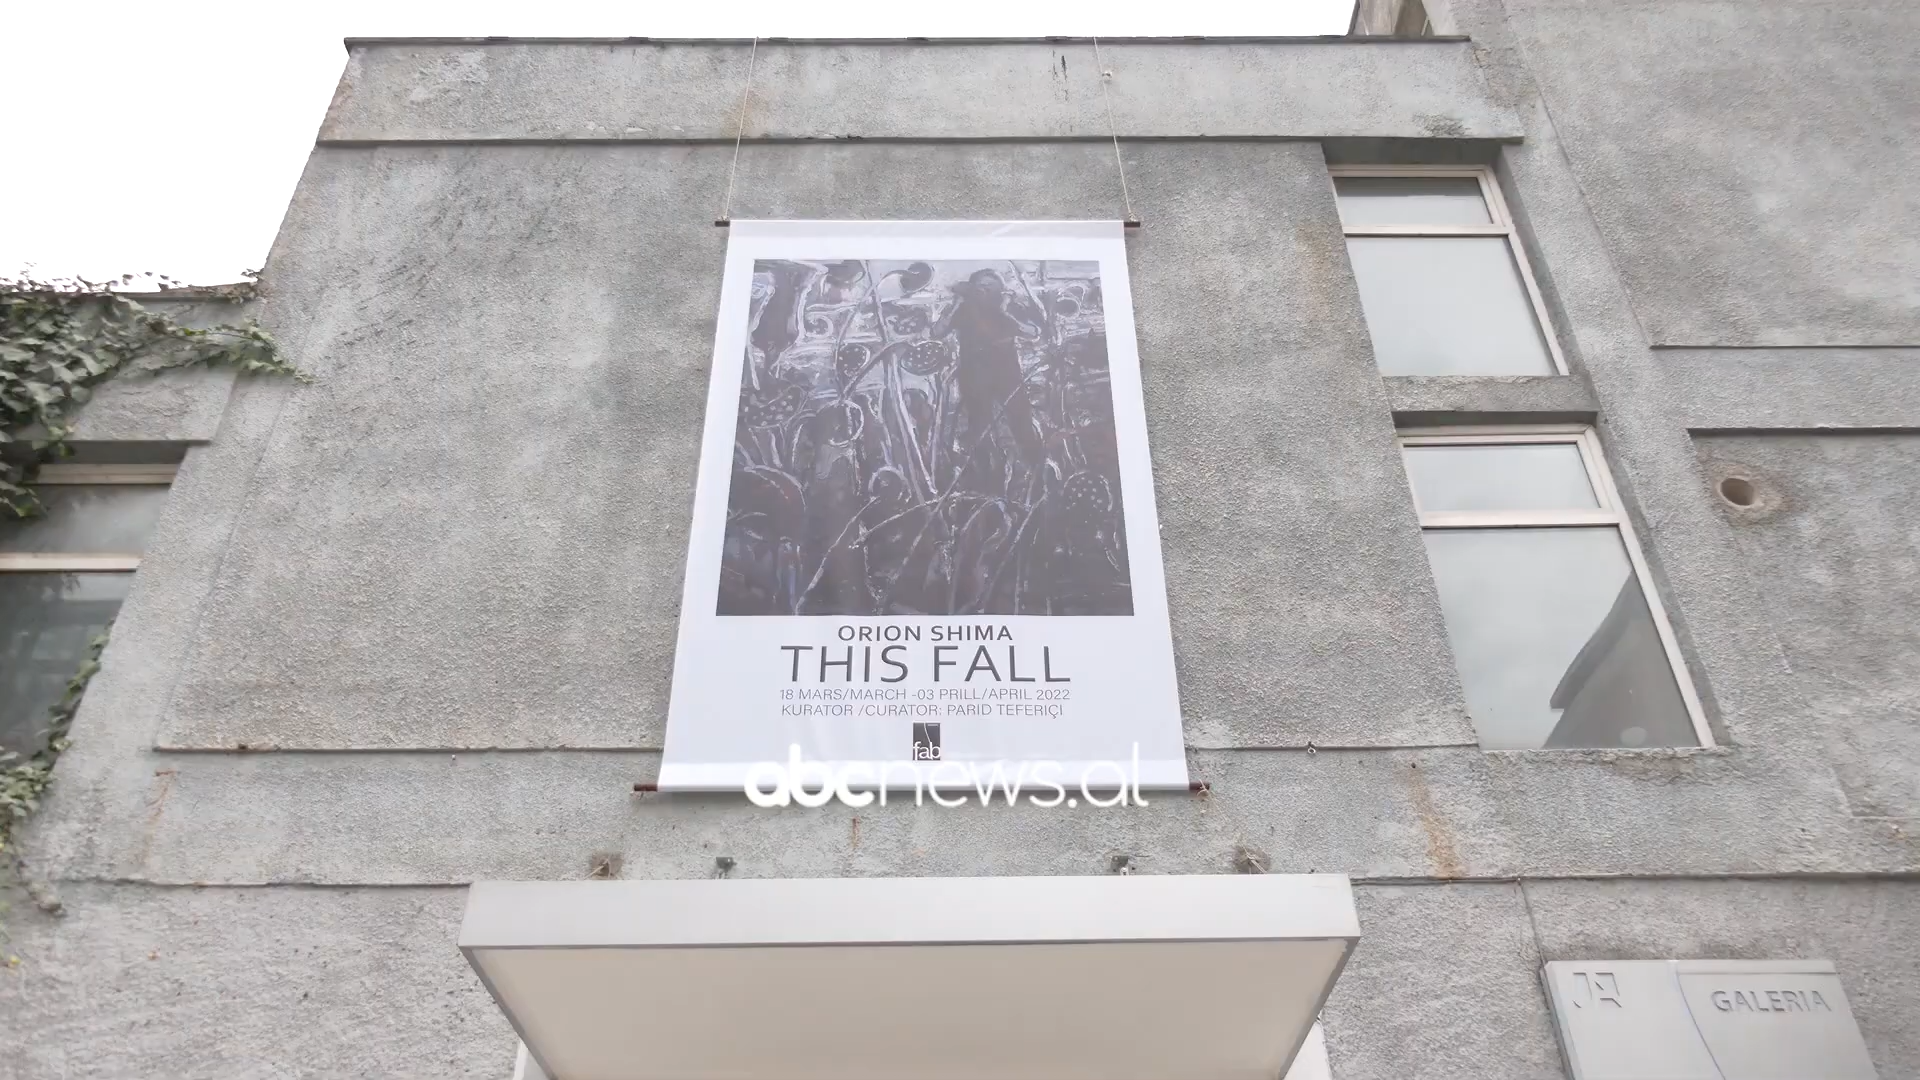 ORION SHIMA
THIS FALL
18 MARS/MARCH -03 PRILL/APRIL 2022
KURATOR /CURATOR: PARID TEFERIÇI
fab
abcnews.al
GALERIA